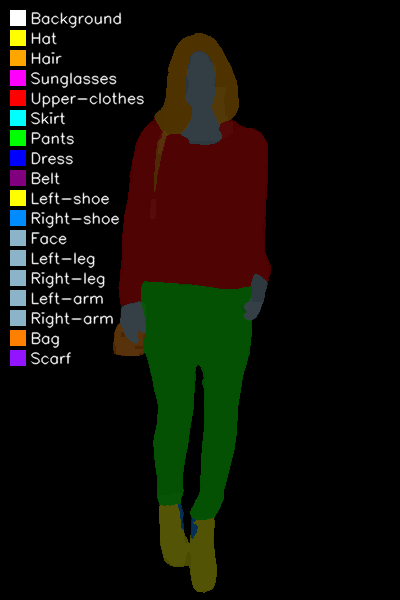 Background
Hat
Hair
Sunglasses
Upper-clothes
Skirt
Pants
Dress
Belt
Left-shoe
Right-shoe
Face
Left-leg
Right-leg
Left-arm
Right-arm
Bag
Scarf